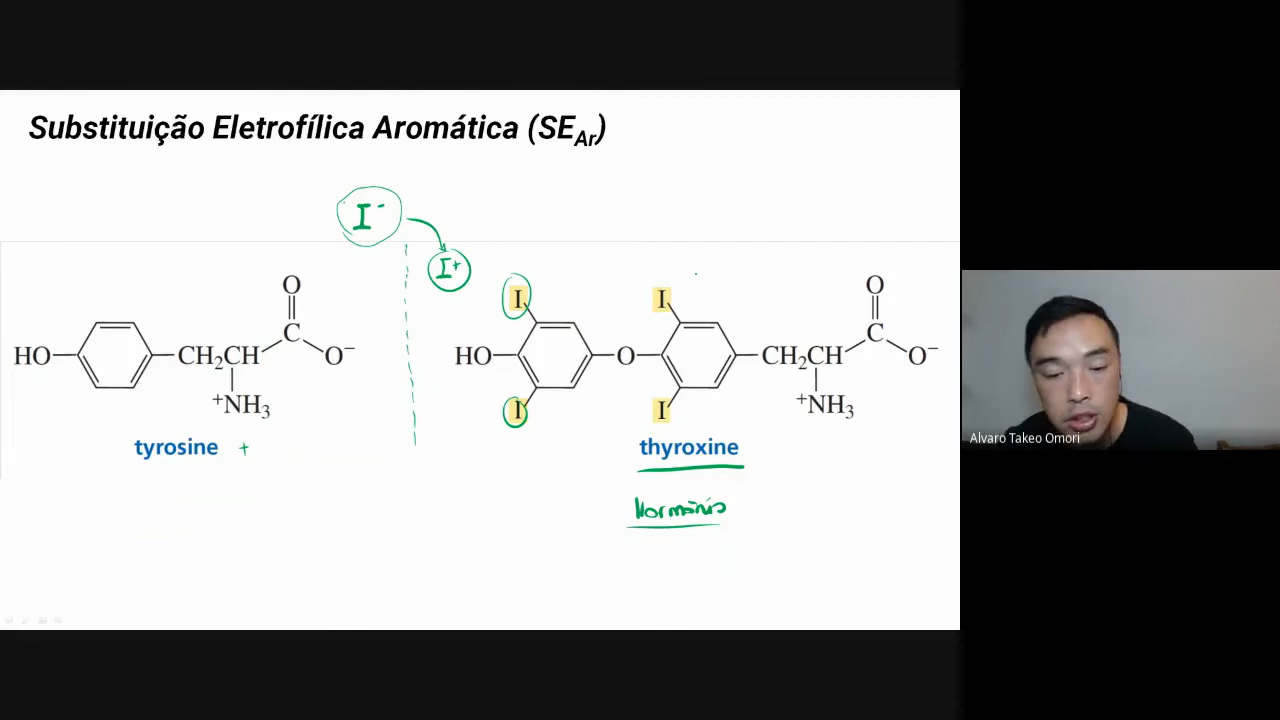 Substituição Eletrofílica Aromática (SEAr)
I-
I+
O
C
HO
CH2CH
O−
+NH3
tyrosine +
I
I
O
C
HO
O
CH2CH
O−
I
I
+NH3
thyroxine
Hormônio
Alvaro Takeo Omori